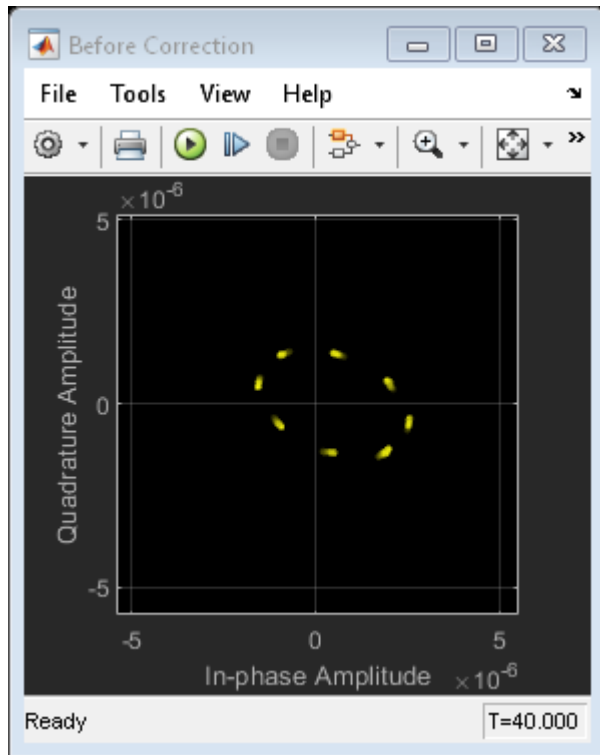 Before Correction
File Tools View Help
×10⁻⁶
5
Quadrature Amplitude
0
-5
-5 0 5
In-phase Amplitude ×10⁻⁶
Ready T=40.000